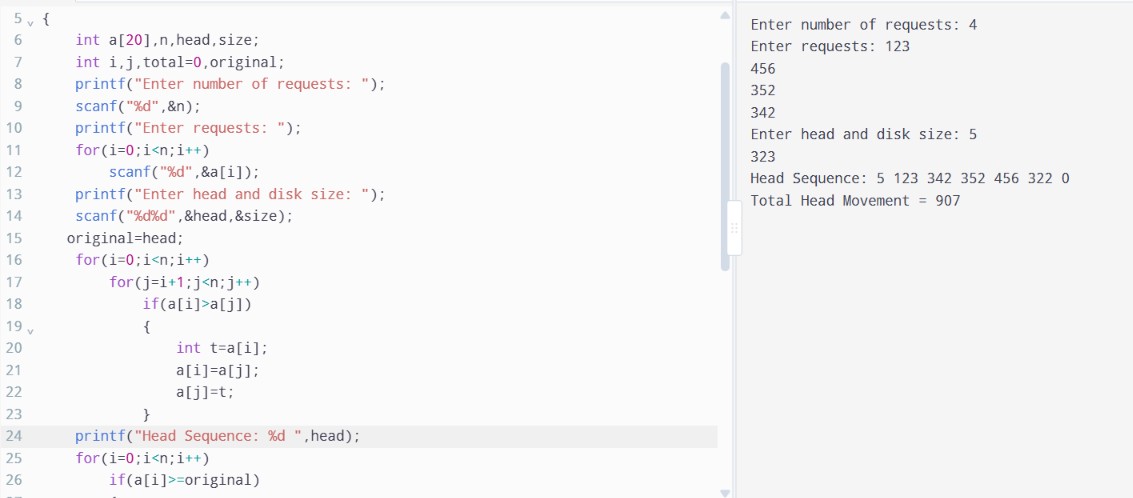 5 {
6 int a[20],n,head,size;
7 int i,j,total=0,original;
8 printf("Enter number of requests: ");
9 scanf("%d",&n);
10 printf("Enter requests: ");
11 for(i=0;i<n;i++)
12 scanf("%d",&a[i]);
13 printf("Enter head and disk size: ");
14 scanf("%d%d",&head,&size);
15 original=head;
16 for(i=0;i<n;i++)
17 for(j=i+1;j<n;j++)
18 if(a[i]>a[j])
19 {
20 int t=a[i];
21 a[i]=a[j];
22 a[j]=t;
23 }
24 printf("Head Sequence: %d ",head);
25 for(i=0;i<n;i++)
26 if(a[i]>=original)
Enter number of requests: 4
Enter requests: 123
456
352
342
Enter head and disk size: 5
323
Head Sequence: 5 123 342 352 456 322 0
Total Head Movement = 907